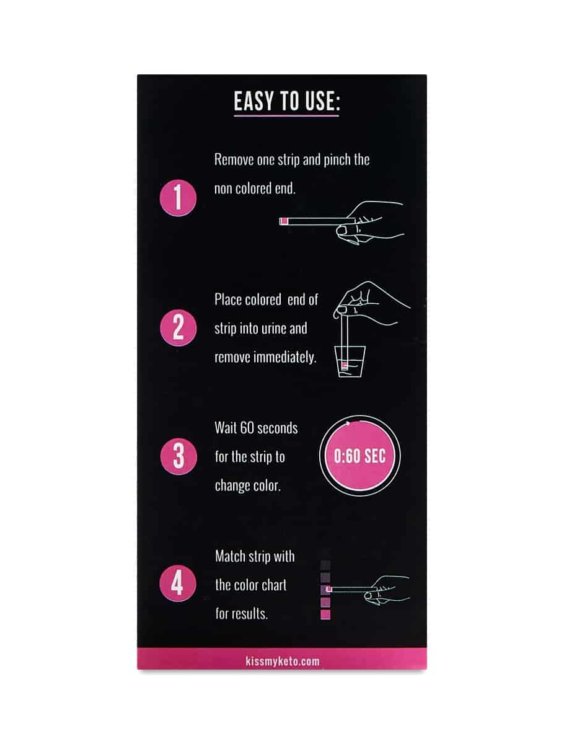 EASY TO USE:
1
Remove one strip and pinch the
non colored end.
2
Place colored end of
strip into urine and
remove immediately.
3
Wait 60 seconds
for the strip to
change color.
0:60 SEC
4
Match strip with
the color chart
for results.
kissmyketo.com